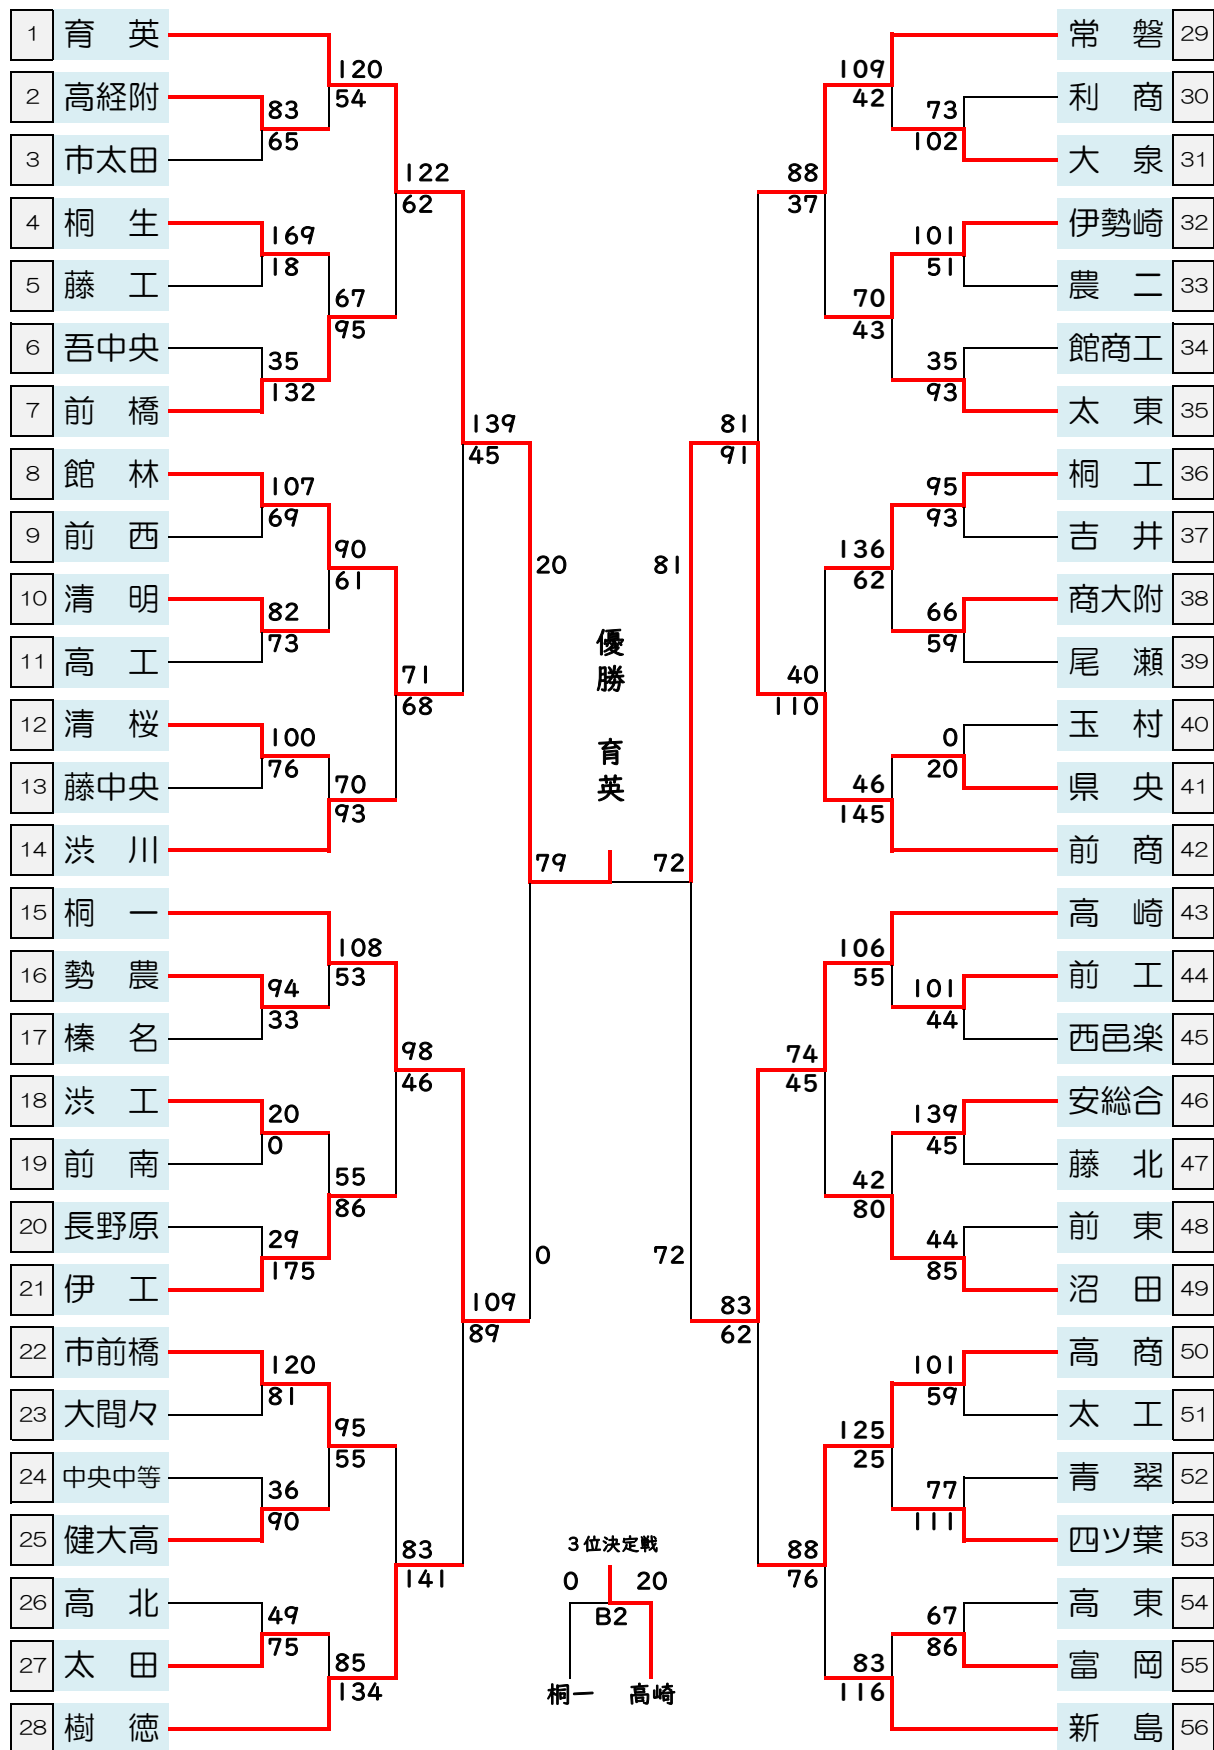 1 育 英
2 高経附
3 市太田
4 桐 生
5 藤 工
6 吾中央
7 前 橋
8 館 林
9 前 西
10 清 明
11 高 工
12 清 桜
13 藤中央
14 渋 川
15 桐 一
16 勢 農
17 榛 名
18 渋 工
19 前 南
20 長野原
21 伊 工
22 市前橋
23 大間々
24 中央中等
25 健大高
26 高 北
27 太 田
28 樹 徳
83
65
169
18
35
132
107
69
82
73
100
76
94
33
20
0
29
175
120
81
36
90
49
75
120
54
67
95
90
61
70
93
108
53
55
86
95
55
85
134
122
62
71
68
98
46
83
141
139
45
109
89
20
0
79
優勝 育英
72
81
72
81
91
83
62
88
37
40
110
74
45
88
76
109
42
70
43
136
62
46
145
106
55
42
80
125
25
83
116
73
102
101
51
35
93
95
93
66
59
0
20
101
44
139
45
44
85
101
59
77
111
67
86
常 磐 29
利 商 30
大 泉 31
伊勢崎 32
農 二 33
館商工 34
太 東 35
桐 工 36
吉 井 37
商大附 38
尾 瀬 39
玉 村 40
県 央 41
前 商 42
高 崎 43
前 工 44
西邑楽 45
安総合 46
藤 北 47
前 東 48
沼 田 49
高 商 50
太 工 51
青 翠 52
四ツ葉 53
高 東 54
富 岡 55
新 島 56
３位決定戦
0 20
B2
桐一 高崎